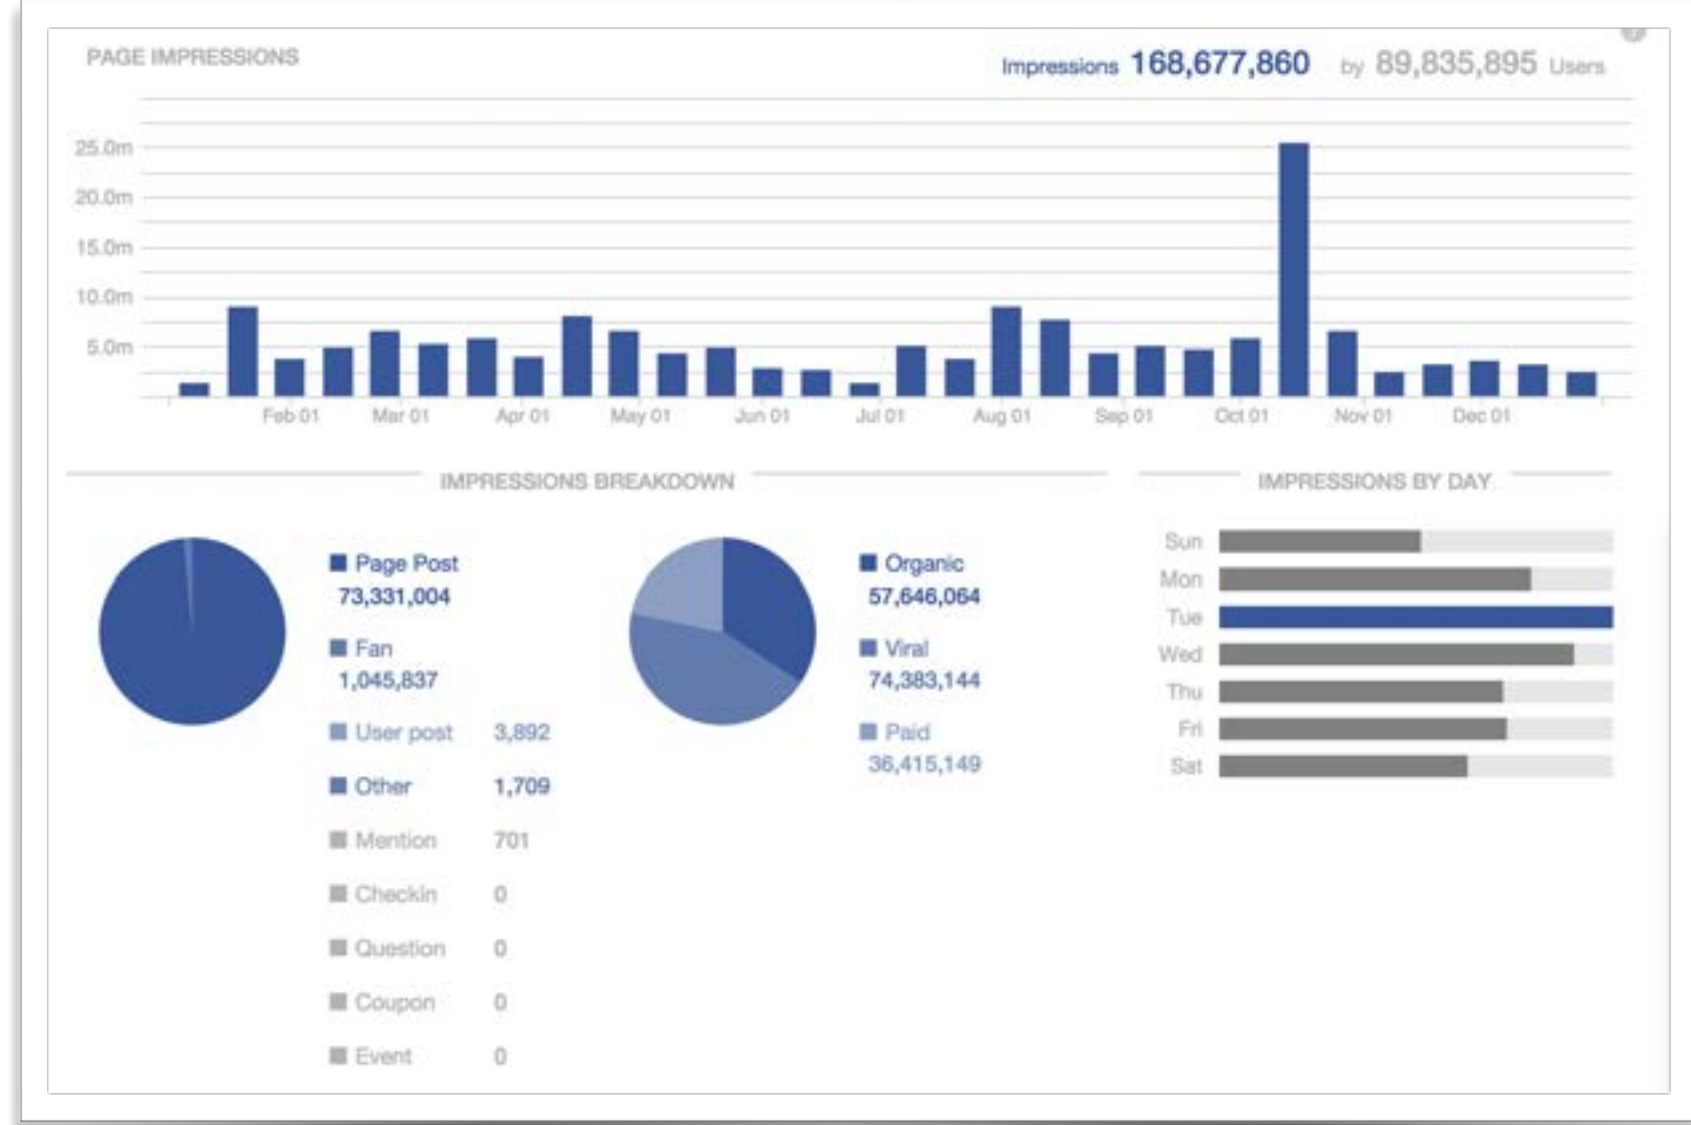 PAGE IMPRESSIONS
Impressions 168,677,860 by 89,835,895 Users
25.0m
20.0m
15.0m
10.0m
5.0m
Feb 01 Mar 01 Apr 01 May 01 Jun 01 Jul 01 Aug 01 Sep 01 Oct 01 Nov 01 Dec 01
IMPRESSIONS BREAKDOWN
Page Post
73,331,004
Fan
1,045,837
User post 3,892
Other 1,709
Mention 701
Checkin 0
Question 0
Coupon 0
Event 0
Organic
57,646,064
Viral
74,383,144
Paid
36,415,149
IMPRESSIONS BY DAY
Sun
Mon
Tue
Wed
Thu
Fri
Sat